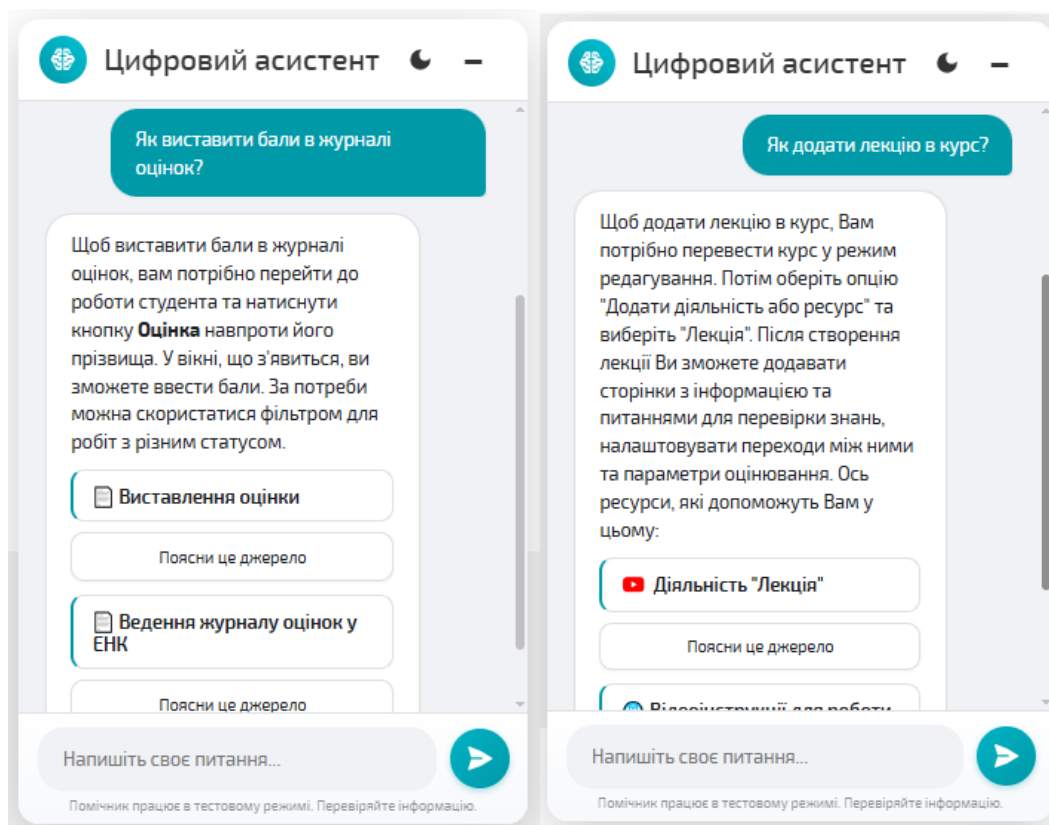 Цифровий асистент
Як виставити бали в журналі
оцінок?
Щоб виставити бали в журналі
оцінок, вам потрібно перейти до
роботи студента та натиснути
кнопку Оцінка навпроти його
прізвища. У вікні, що з'явиться, ви
зможете ввести бали. За потреби
можна скористатися фільтром для
робіт з різним статусом.
Виставлення оцінки
Поясни це джерело
Ведення журналу оцінок у
ЕНК
Поясни це джерело
Напишіть своє питання...
Помічник працює в тестовому режимі. Перевіряйте інформацію.
Цифровий асистент
Як додати лекцію в курс?
Щоб додати лекцію в курс, Вам
потрібно перевести курс у режим
редагування. Потім оберіть опцію
"Додати діяльність або ресурс" та
виберіть "Лекція". Після створення
лекції Ви зможете додавати
сторінки з інформацією та
питаннями для перевірки знань,
налаштовувати переходи між ними
та параметри оцінювання. Ось
ресурси, які допоможуть Вам у
цьому:
Діяльність "Лекція"
Поясни це джерело
Відеоінструкції для роботи
Напишіть своє питання...
Помічник працює в тестовому режимі. Перевіряйте інформацію.